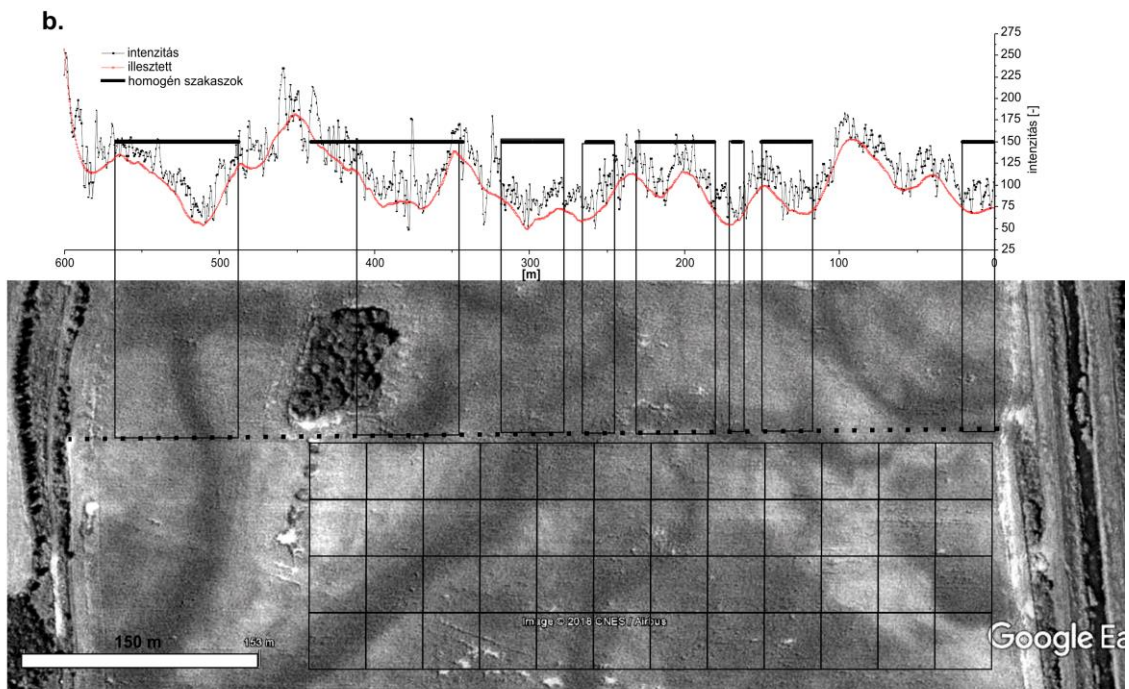 b.
intenzitás
illesztett
homogén szakaszok
275
250
225
200
175
150
125
100
75
50
25
intenzitás [-]
600 500 400 300 200 100 0
[m]
Image © 2018 CNES / Airbus
150 m
153 m
Google Ea